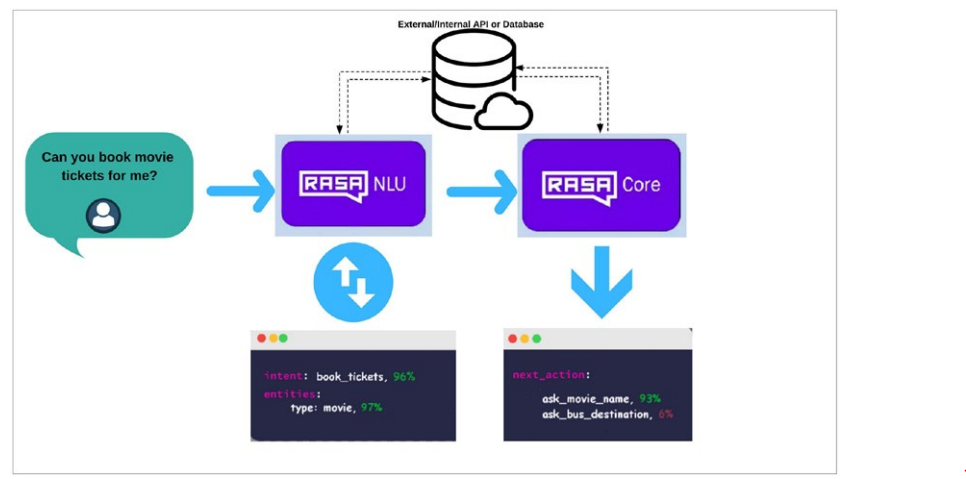 External/Internal API or Database
Can you book movie
tickets for me?
RASA NLU
RASA Core
intent: book_tickets, 96%
entities:
type: movie, 97%
next_action:
ask_movie_name, 93%
ask_bus_destination, 6%